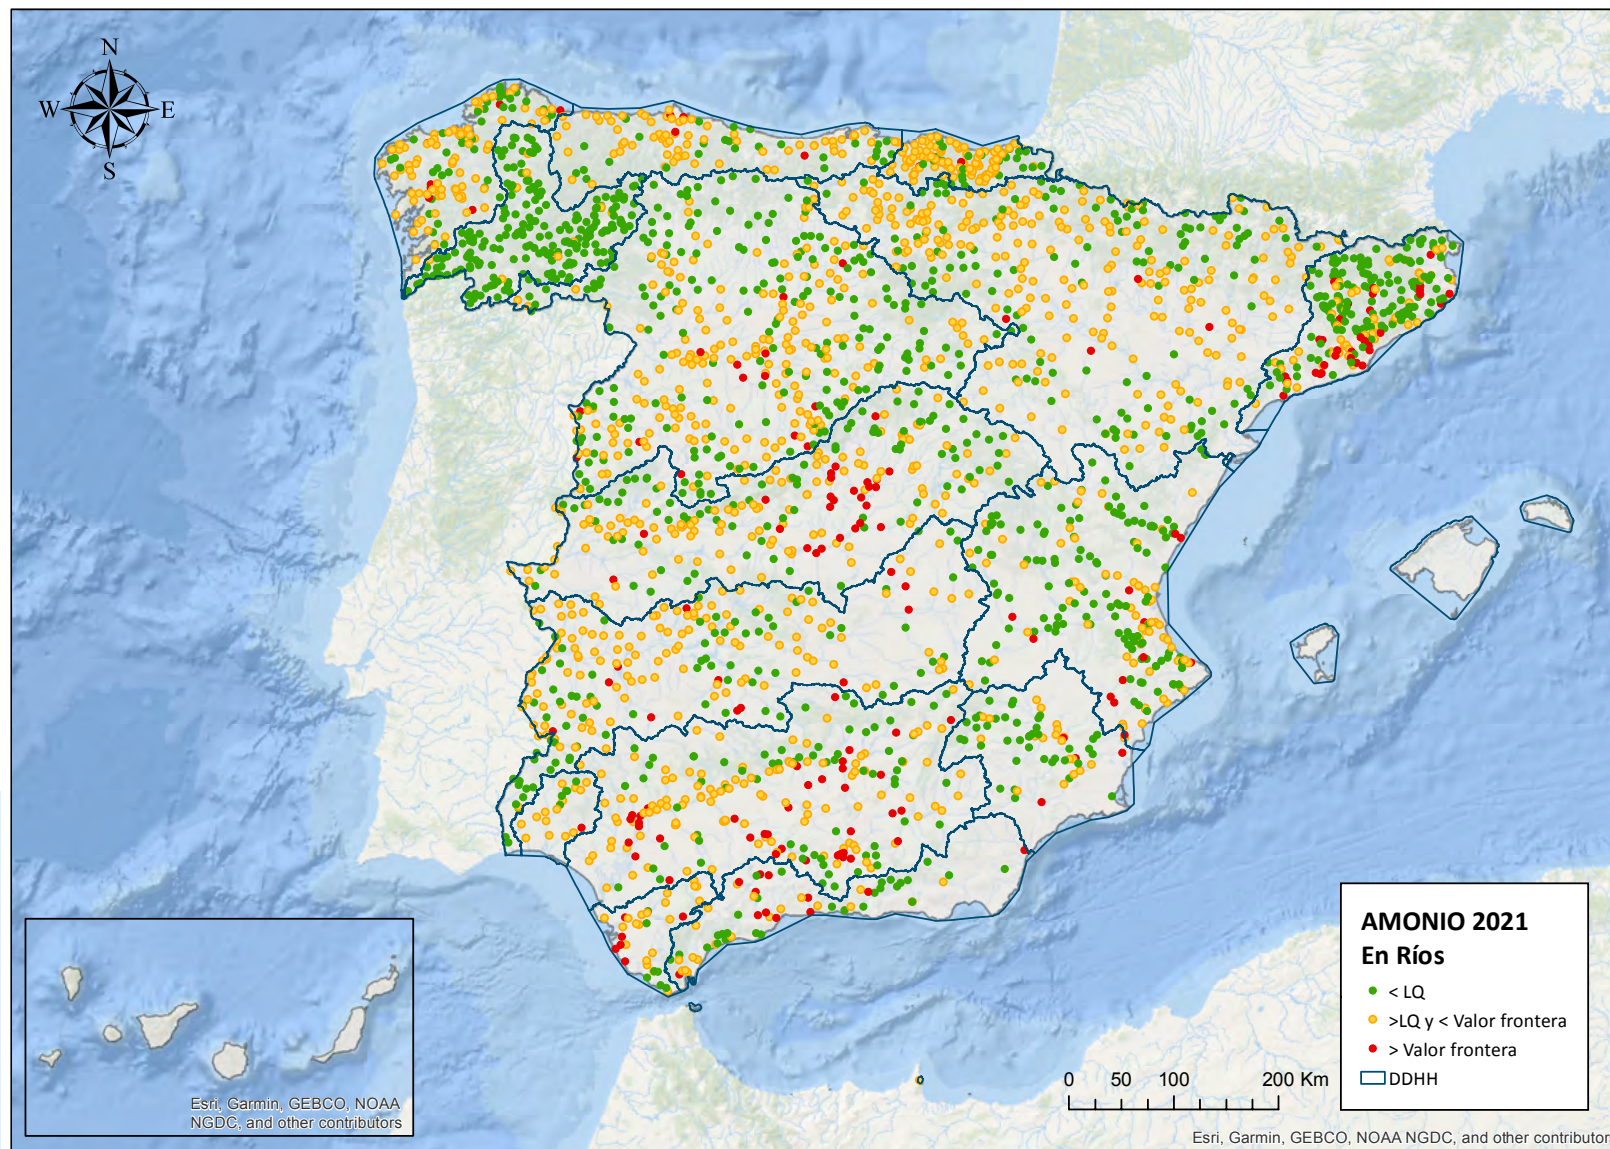 N
W E
S
AMONIO 2021
En Ríos
< LQ
>LQ y < Valor frontera
> Valor frontera
DDHH
0 50 100 200 Km
Esri, Garmin, GEBCO, NOAA
NGDC, and other contributors
Esri, Garmin, GEBCO, NOAA NGDC, and other contributor